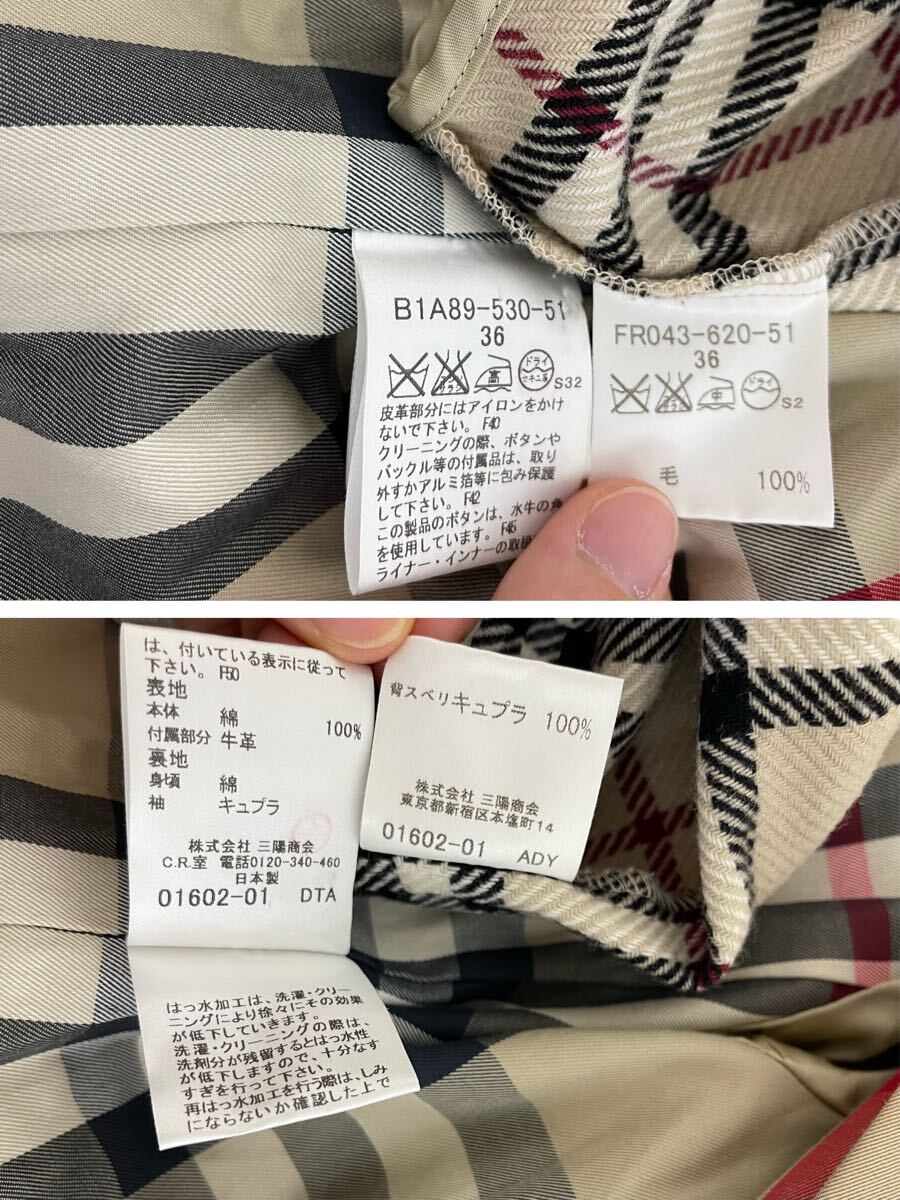 B1A89-530-51
36
エンソ
サラシ
高
ドライ
セキユ系
S32
皮革部分にはアイロンをかけ
ないで下さい。F40
クリーニングの際、ボタンや
バックル等の付属品は、取り
外すかアルミ箔等に包み保護
して下さい。F42
この製品のボタンは、水牛の角
を使用しています。F45
ライナー・インナーの取扱
FR043-620-51
36
エンソ
サラシ
中
ドライ
S2
毛 100%
は、付いている表示に従って
下さい。F50
表地
本体 綿 100%
付属部分 牛革
裏地
身頃 綿
袖 キュプラ
株式会社 三陽商会
C.R.室 電話0120-340-460
日本製
01602-01 DTA
背スベリキュプラ 100%
株式会社 三陽商会
東京都新宿区本塩町14
01602-01 ADY
はっ水加工は、洗濯・クリー
ニングにより徐々にその効果
が低下していきます。
洗濯・クリーニングの際は、
洗剤分が残留するとはっ水性
が低下しますので、十分なす
すぎを行って下さい。
再はっ水加工を行う際は、しみ
にならないか確認した上で